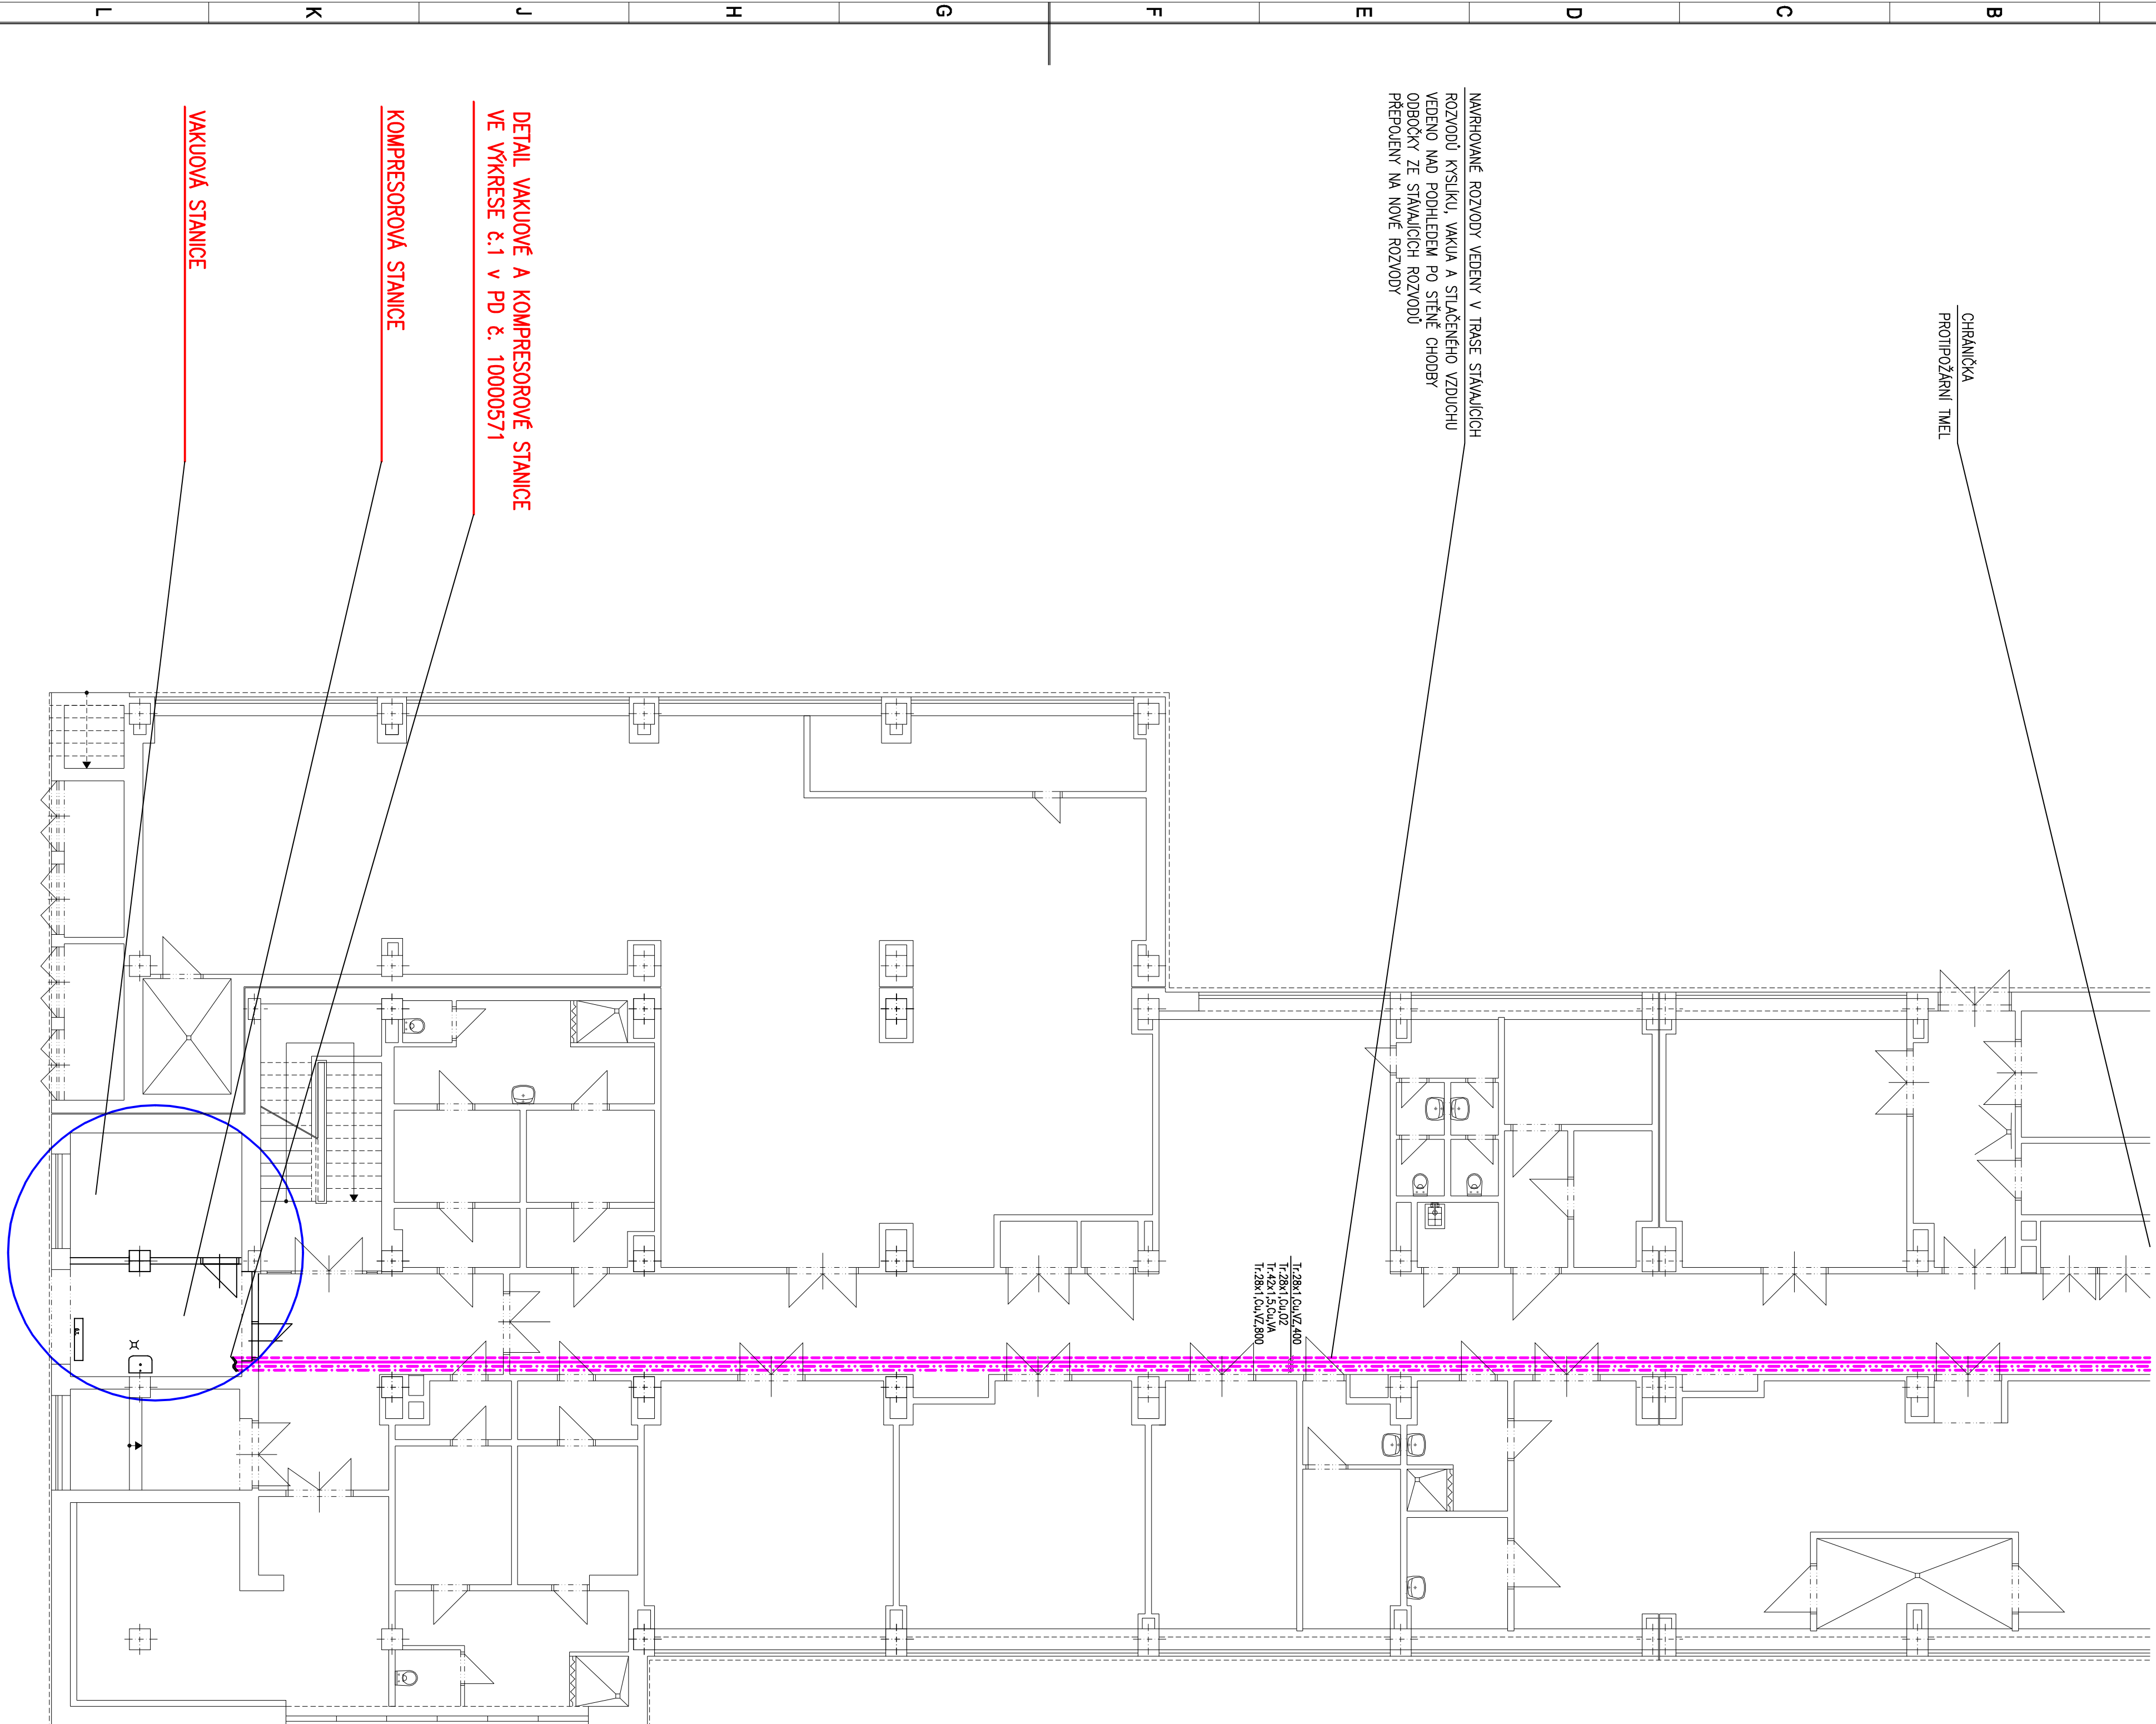 B
C
D
E
F
G
H
J
K
L
CHRÁNIČKA
PROTIPOŽÁRNÍ TMEL
NAVRHOVANÉ ROZVODY VEDENY V TRASE STÁVAJÍCÍCH
ROZVODŮ KYSLÍKU, VAKUA A STLAČENÉHO VZDUCHU
VEDENO NAD PODHLEDEM PO STĚNĚ CHODBY
ODBOČKY ZE STÁVAJÍCÍCH ROZVODŮ
PŘEPOJENY NA NOVÉ ROZVODY
Tr.28x1,Cu,VZ,400
Tr.28x1,Cu,O2
Tr.42x1,5,Cu,VA
Tr.28x1,Cu,VZ,800
DETAIL VAKUOVÉ A KOMPRESOROVÉ STANICE
VE VÝKRESE č.1 v PD č. 10000571
KOMPRESOROVÁ STANICE
VAKUOVÁ STANICE